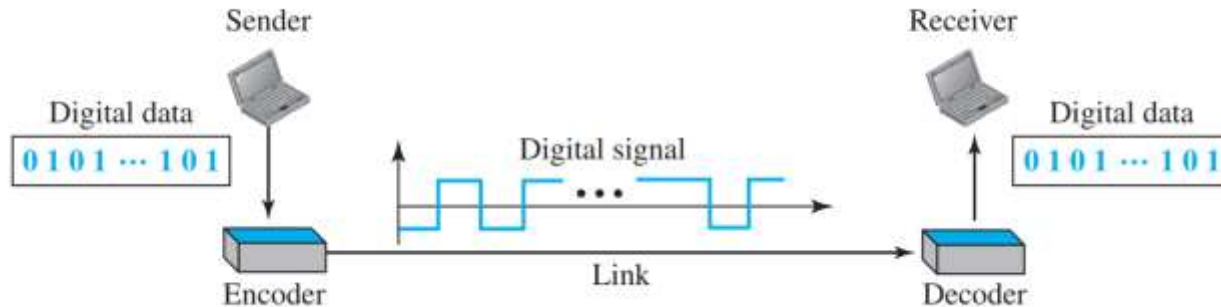 Sender
Receiver
Digital data
0 1 0 1 ••• 1 0 1
Digital signal
•••
Digital data
0 1 0 1 ••• 1 0 1
Link
Encoder
Decoder